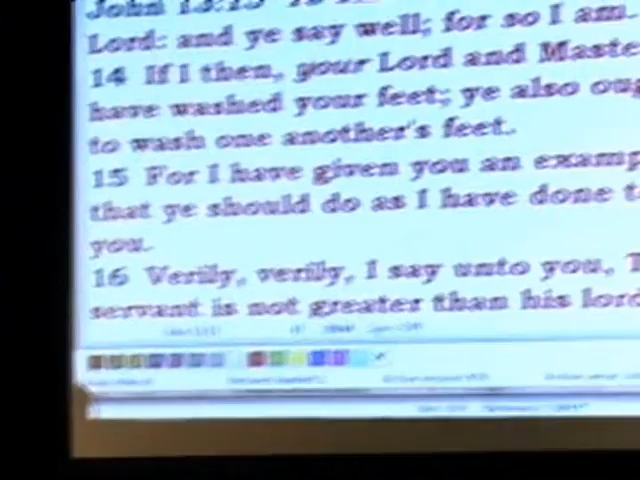 John 13:13
Lord: and ye say well; for so I am.
14 If I then, your Lord and Maste
have washed your feet; ye also oug
to wash one another's feet.
15 For I have given you an examp
that ye should do as I have done t
you.
16 Verily, verily, I say unto you, T
servant is not greater than his lord